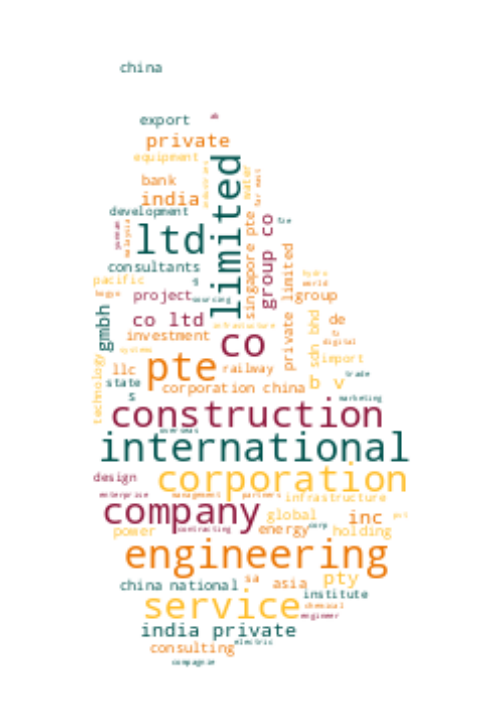 china
export
private
equipment
bank
india
limited
water
development
ltd
malaysia
singapore pte
group co
consultants
pacific
project
sourcing
group
private limited
world
hydro
gmbh
co ltd
infrastructure
de
sdn bhd
digital
investment
co
systems
pte
railway
import
technology
llc
state
s
corporation china
b v
trade
marketing
construction
overseas
international
design
corporation
enterprise
management
partners
infrastructure
company
global
inc
corp
power
contracting
energy
holding
engineering
china national
sa
asia
pty
institute
service
chemical
engineer
india private
electric
consulting
compagnie